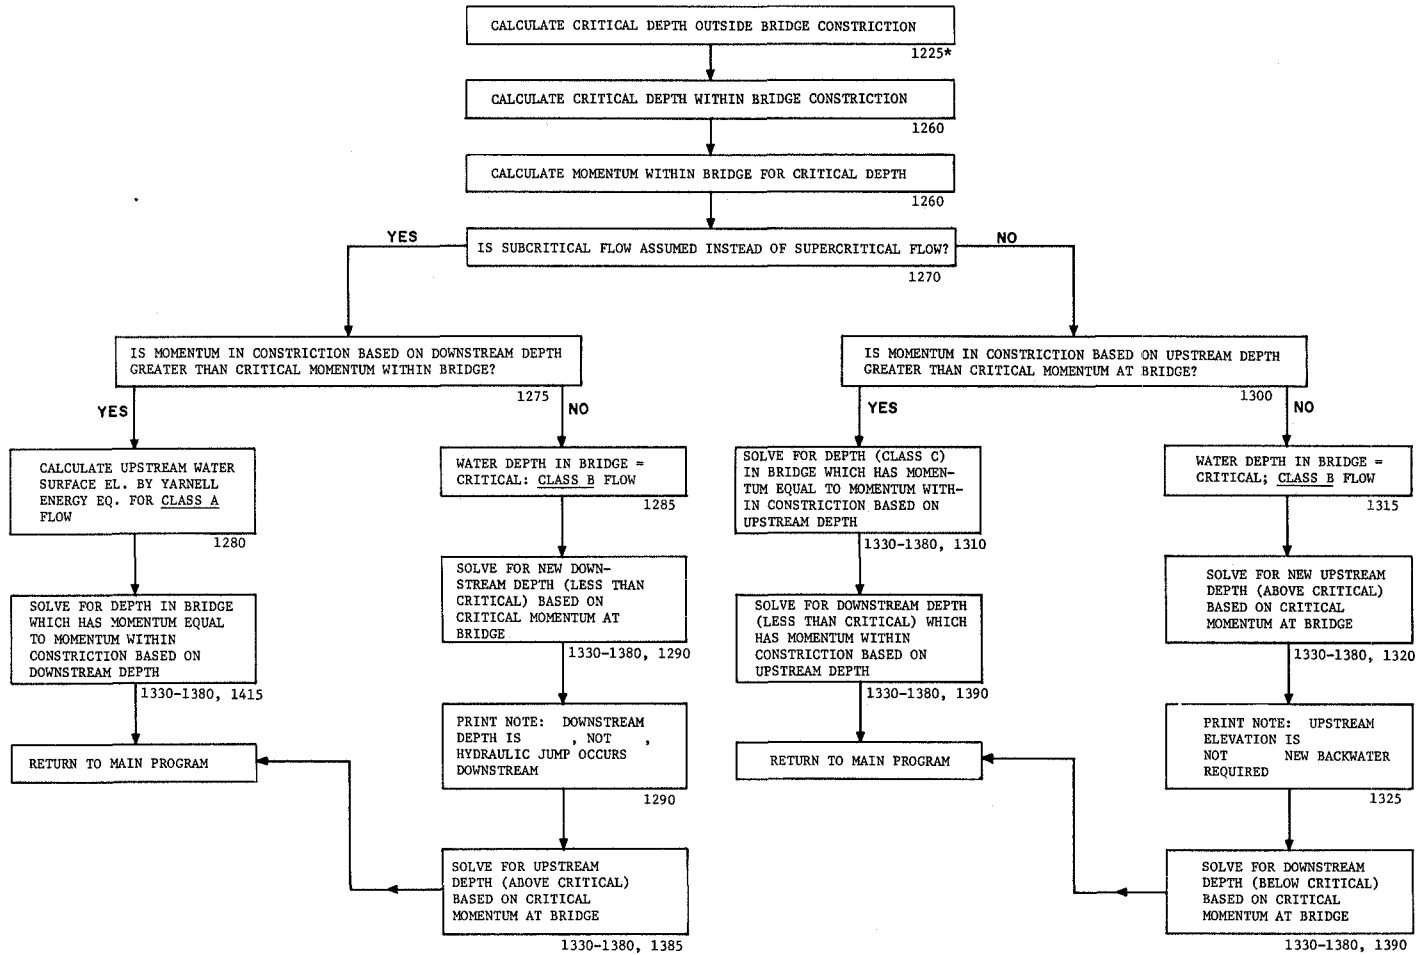 CALCULATE CRITICAL DEPTH OUTSIDE BRIDGE CONSTRICTION
1225*
CALCULATE CRITICAL DEPTH WITHIN BRIDGE CONSTRICTION
1260
CALCULATE MOMENTUM WITHIN BRIDGE FOR CRITICAL DEPTH
1260
IS SUBCRITICAL FLOW ASSUMED INSTEAD OF SUPERCRITICAL FLOW?
1270
YES
NO
IS MOMENTUM IN CONSTRICTION BASED ON DOWNSTREAM DEPTH
GREATER THAN CRITICAL MOMENTUM WITHIN BRIDGE?
1275
YES
NO
CALCULATE UPSTREAM WATER
SURFACE EL. BY YARNELL
ENERGY EQ. FOR CLASS A
FLOW
1280
SOLVE FOR DEPTH IN BRIDGE
WHICH HAS MOMENTUM EQUAL
TO MOMENTUM WITHIN
CONSTRICTION BASED ON
DOWNSTREAM DEPTH
1330-1380, 1415
RETURN TO MAIN PROGRAM
WATER DEPTH IN BRIDGE =
CRITICAL: CLASS B FLOW
1285
SOLVE FOR NEW DOWN-
STREAM DEPTH (LESS THAN
CRITICAL) BASED ON
CRITICAL MOMENTUM AT
BRIDGE
1330-1380, 1290
PRINT NOTE: DOWNSTREAM
DEPTH IS , NOT ,
HYDRAULIC JUMP OCCURS
DOWNSTREAM
1290
SOLVE FOR UPSTREAM
DEPTH (ABOVE CRITICAL)
BASED ON CRITICAL
MOMENTUM AT BRIDGE
1330-1380, 1385
IS MOMENTUM IN CONSTRICTION BASED ON UPSTREAM DEPTH
GREATER THAN CRITICAL MOMENTUM AT BRIDGE?
1300
YES
NO
SOLVE FOR DEPTH (CLASS C)
IN BRIDGE WHICH HAS MOMEN-
TUM EQUAL TO MOMENTUM WITH-
IN CONSTRICTION BASED ON
UPSTREAM DEPTH
1330-1380, 1310
SOLVE FOR DOWNSTREAM DEPTH
(LESS THAN CRITICAL) WHICH
HAS MOMENTUM WITHIN
CONSTRICTION BASED ON
UPSTREAM DEPTH
1330-1380, 1390
RETURN TO MAIN PROGRAM
WATER DEPTH IN BRIDGE =
CRITICAL; CLASS B FLOW
1315
SOLVE FOR NEW UPSTREAM
DEPTH (ABOVE CRITICAL)
BASED ON CRITICAL
MOMENTUM AT BRIDGE
1330-1380, 1320
PRINT NOTE: UPSTREAM
ELEVATION IS
NOT NEW BACKWATER
REQUIRED
1325
SOLVE FOR DOWNSTREAM
DEPTH (BELOW CRITICAL)
BASED ON CRITICAL
MOMENTUM AT BRIDGE
1330-1380, 1390